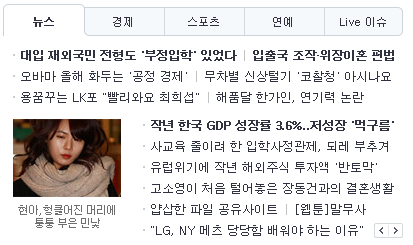 뉴스
경제
스포츠
연예
Live 이슈
대입 재외국민 전형도 '부정입학' 있었다 | 입출국 조작·위장이혼 편법
오바마 올해 화두는 '공정 경제' | 무차별 신상털기 '코찰청' 아시나요
용꿈꾸는 LK포 "빨리와요 최희섭" | 해품달 한가인, 연기력 논란
작년 한국 GDP 성장률 3.6%..저성장 '먹구름'
사교육 줄이려 한 입학사정관제, 되레 부추겨
유럽위기에 작년 해외주식 투자액 '반토막'
고소영이 처음 털어놓은 장동건과의 결혼생활
얍삽한 파일 공유사이트 | [웹툰]말무사
"LG, NY 메츠 당당함 배워야 하는 이유"
현아,헝클어진 머리에
퉁퉁 부은 민낯